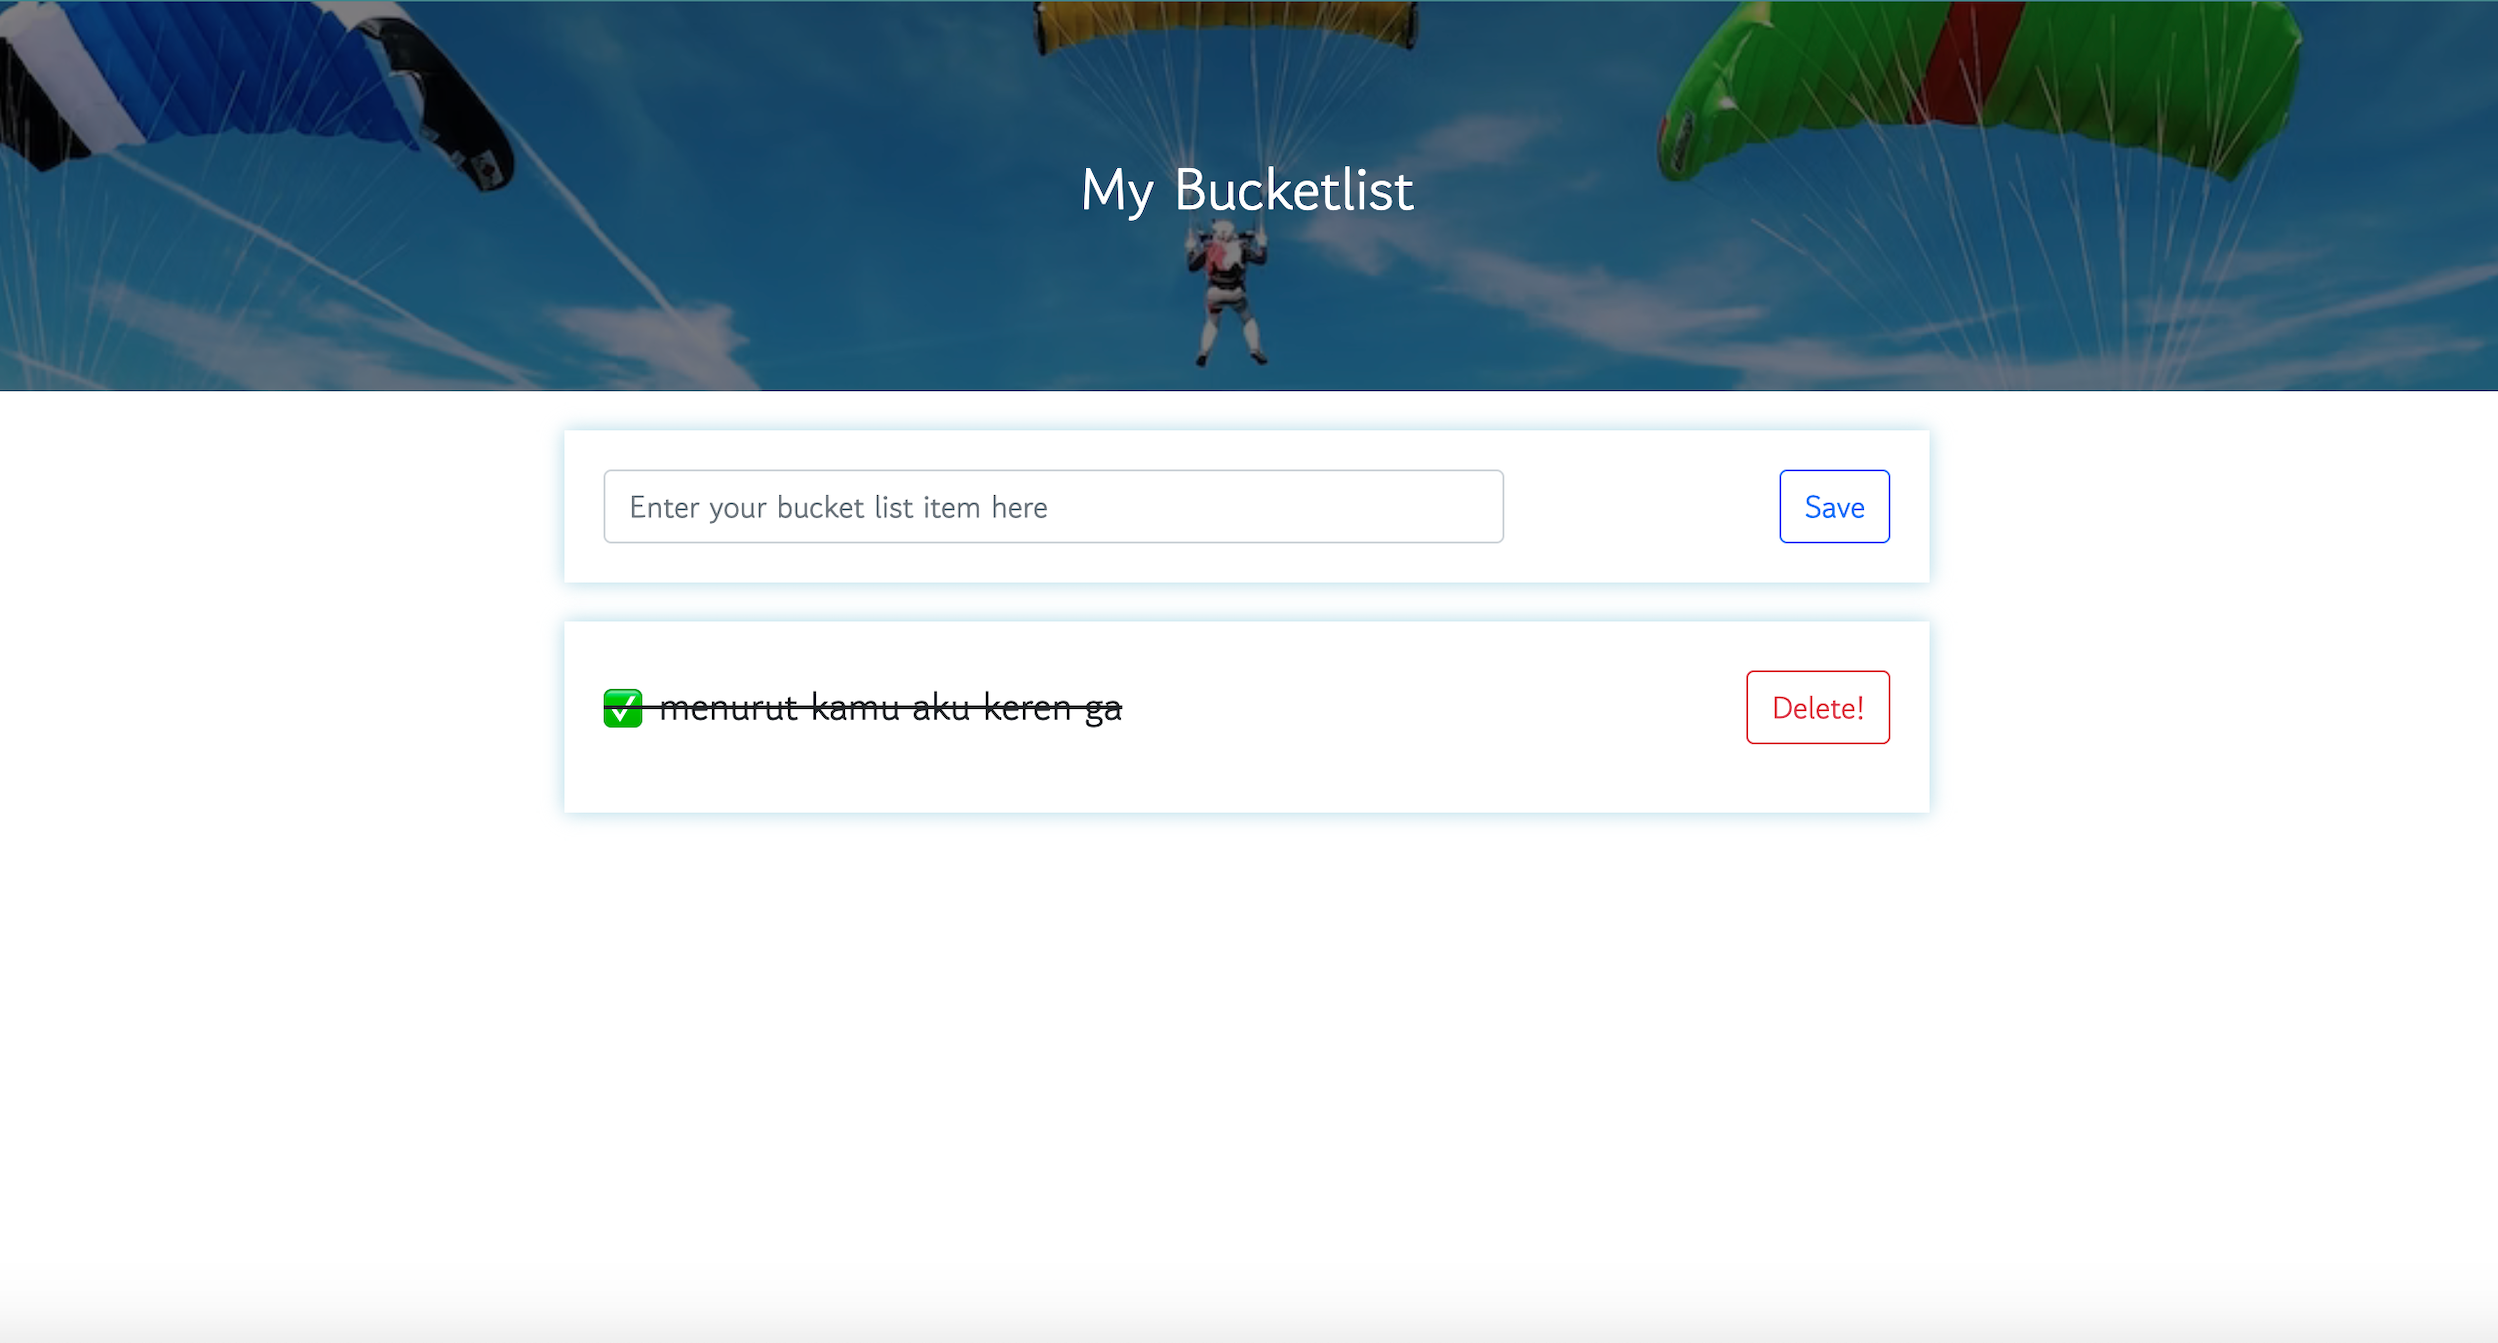 My Bucketlist
Enter your bucket list item here
Save
✅ menurut kamu aku keren ga
Delete!